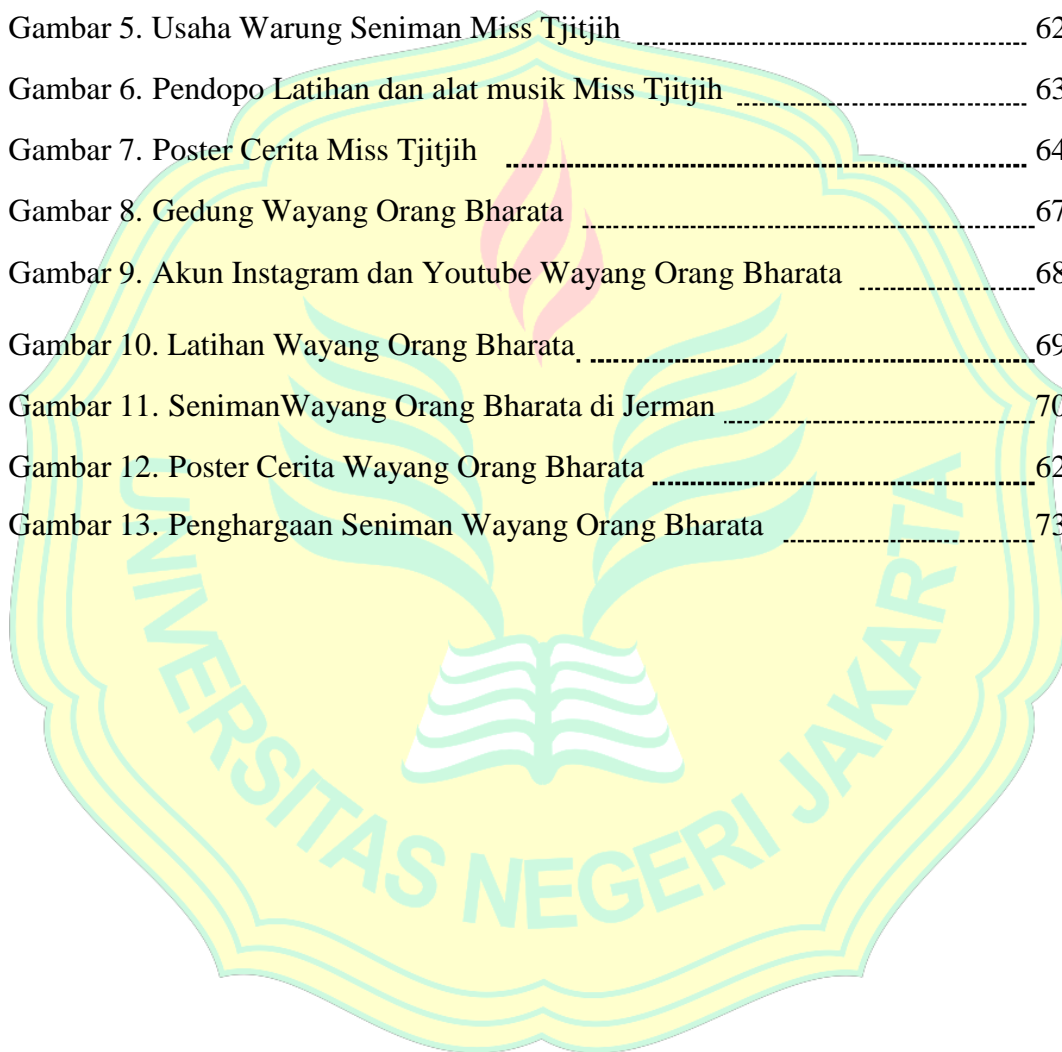 Gambar 5. Usaha Warung Seniman Miss Tjitjih 62
Gambar 6. Pendopo Latihan dan alat musik Miss Tjitjih 63
Gambar 7. Poster Cerita Miss Tjitjih 64
Gambar 8. Gedung Wayang Orang Bharata 67
Gambar 9. Akun Instagram dan Youtube Wayang Orang Bharata 68
Gambar 10. Latihan Wayang Orang Bharata 69
Gambar 11. SenimanWayang Orang Bharata di Jerman 70
Gambar 12. Poster Cerita Wayang Orang Bharata 62
Gambar 13. Penghargaan Seniman Wayang Orang Bharata 73
UNIVERSITAS NEGERI JAKARTA